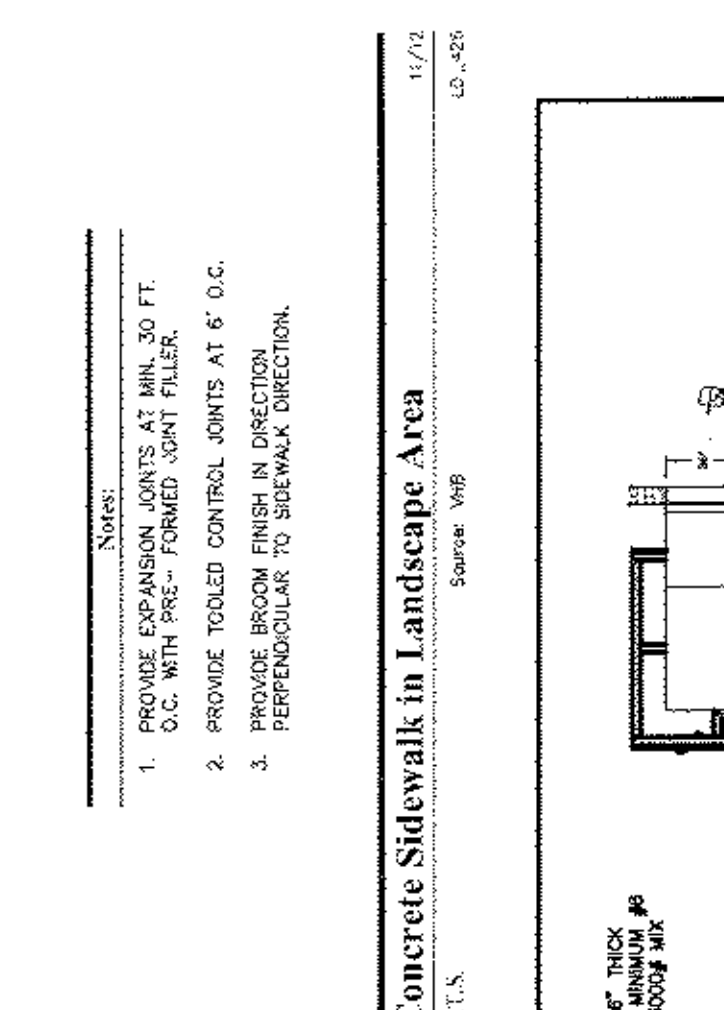 Notes:
1. PROVIDE EXPANSION JOINTS AT MIN. 30 FT.
O.C. WITH PRE- FORMED JOINT FILLER.
2. PROVIDE TOOLED CONTROL JOINTS AT 6' O.C.
3. PROVIDE BROOM FINISH IN DIRECTION
PERPENDICULAR TO SIDEWALK DIRECTION.
Concrete Sidewalk in Landscape Area
T.S.
Source: VHB
6" THICK
MINIMUM #6
MIX